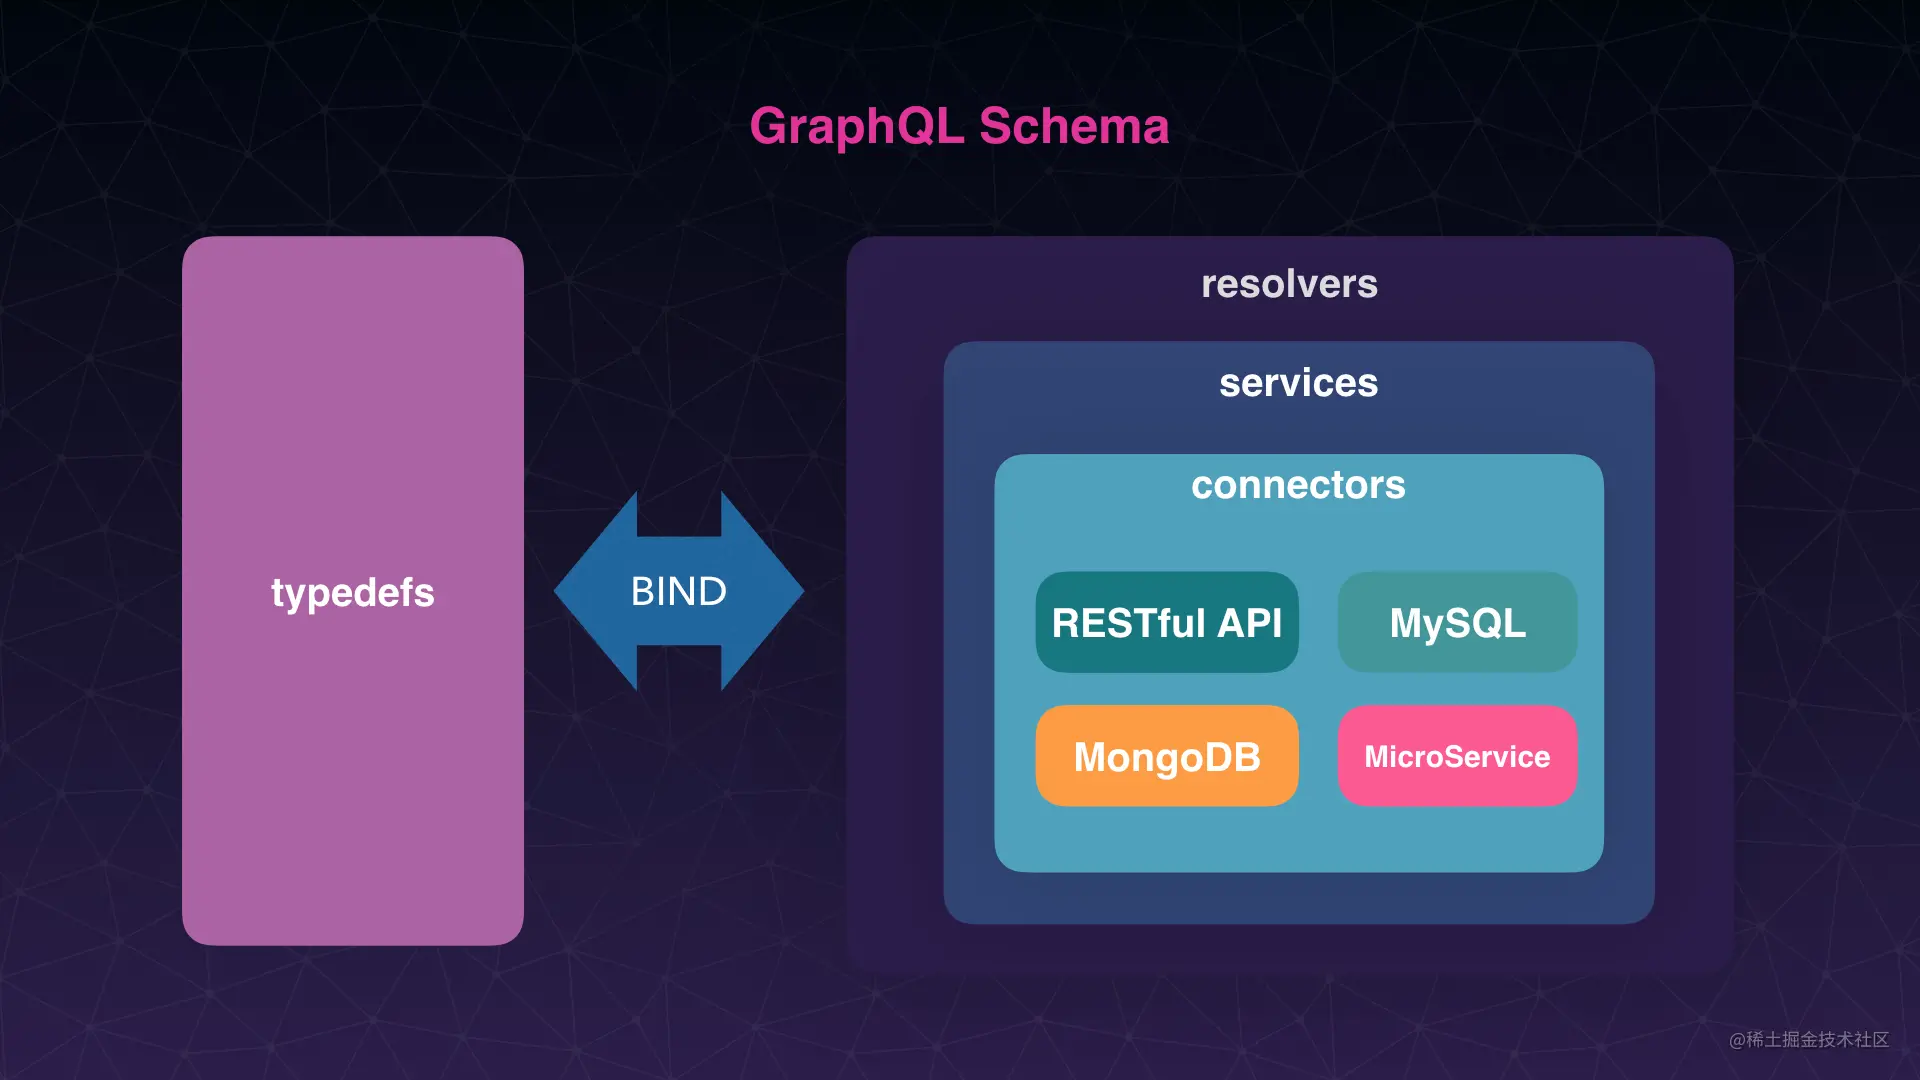 GraphQL Schema
resolvers
services
connectors
typedefs
BIND
RESTful API
MySQL
MongoDB
MicroService
@稀土掘金技术社区